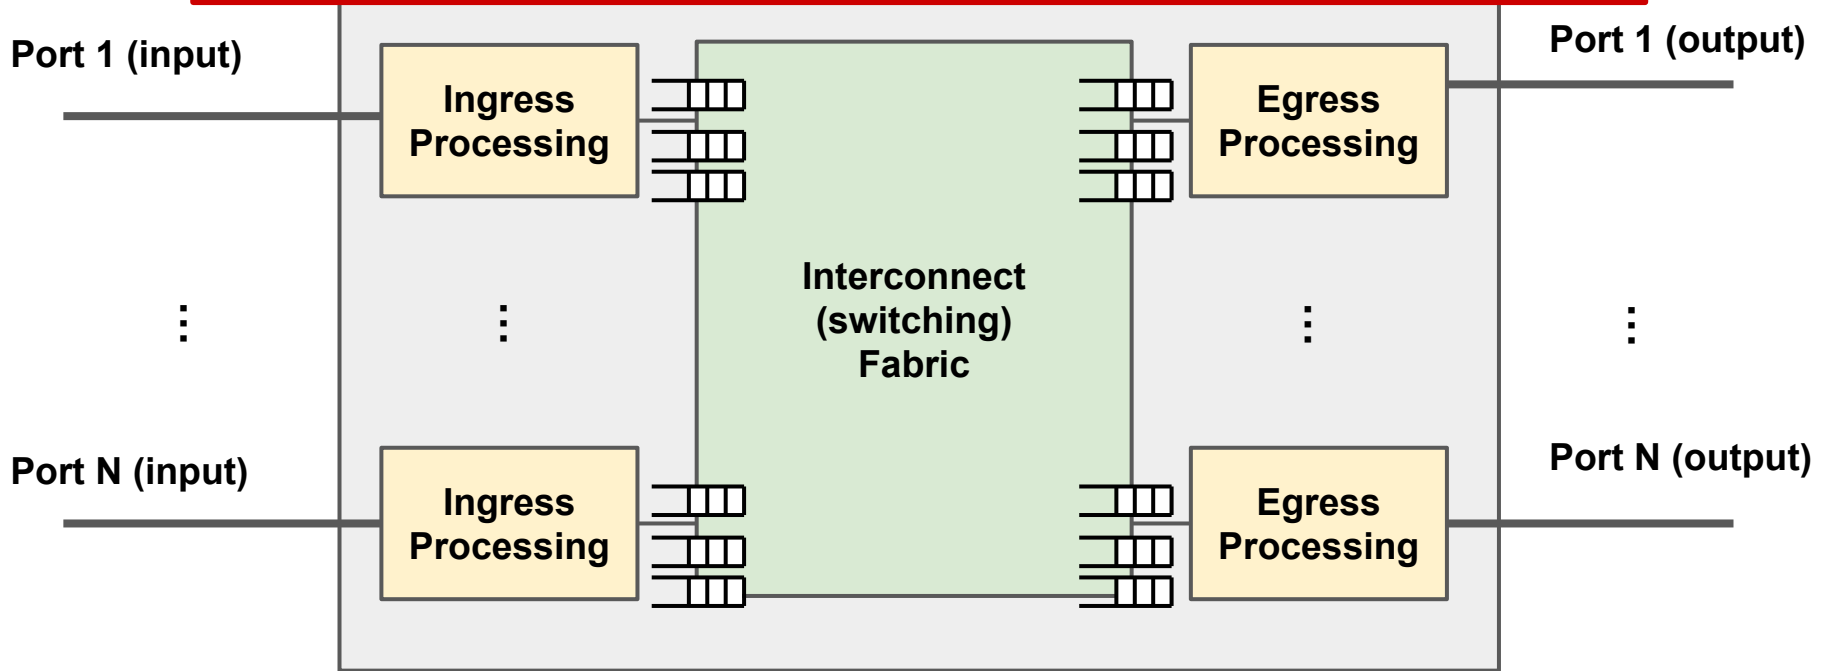 Port 1 (input)
Port 1 (output)
Ingress
Processing
Egress
Processing
Interconnect
(switching)
Fabric
Port N (input)
Port N (output)
Ingress
Processing
Egress
Processing